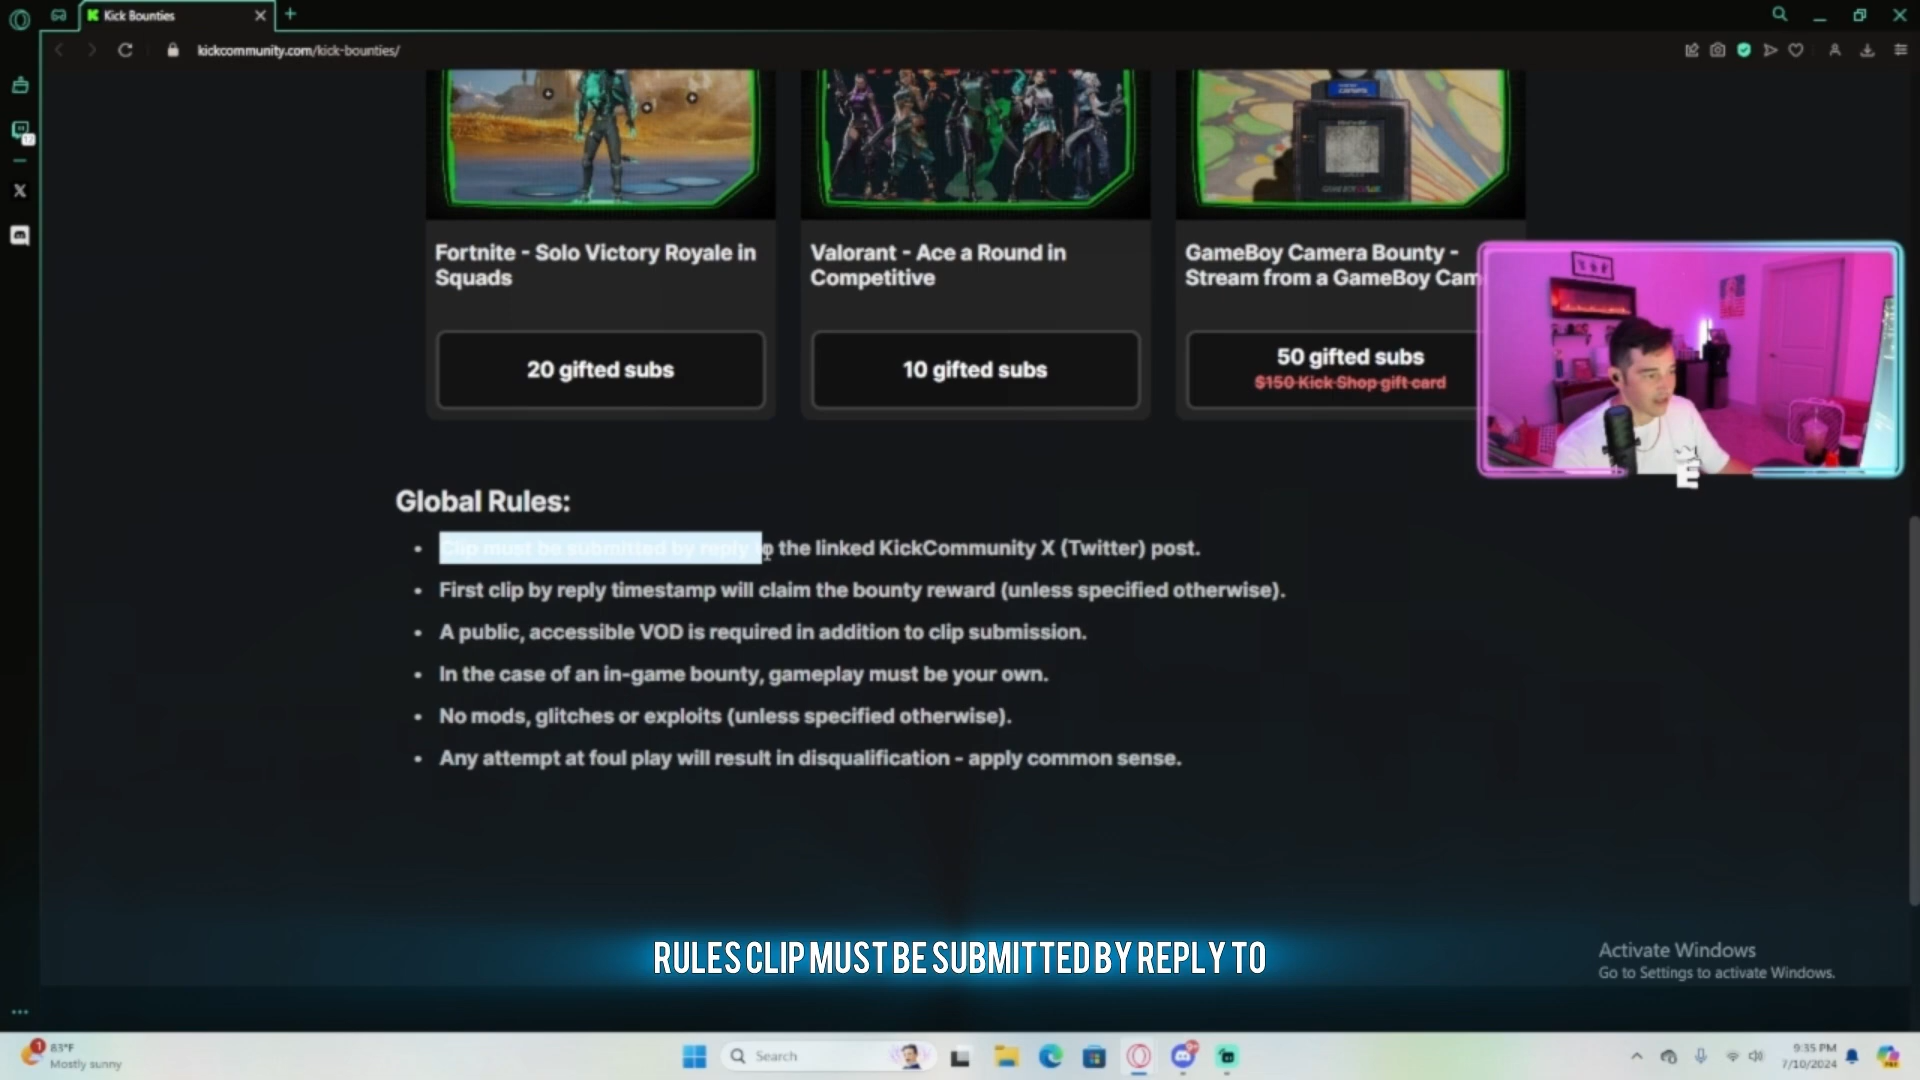 Kick Bounties
kickcommunity.com/kick-bounties/
12
camera
GAMEBOY COLOR
Fortnite - Solo Victory Royale in
Squads
Valorant - Ace a Round in
Competitive
GameBoy Camera Bounty -
Stream from a GameBoy Cam
20 gifted subs
10 gifted subs
50 gifted subs
$150 Kick Shop gift card
E
Global Rules:
• Clip must be submitted by reply to the linked KickCommunity X (Twitter) post.
• First clip by reply timestamp will claim the bounty reward (unless specified otherwise).
• A public, accessible VOD is required in addition to clip submission.
• In the case of an in-game bounty, gameplay must be your own.
• No mods, glitches or exploits (unless specified otherwise).
• Any attempt at foul play will result in disqualification - apply common sense.
RULES CLIP MUST BE SUBMITTED BY REPLY TO
Activate Windows
Go to Settings to activate Windows.
1
83°F
Mostly sunny
Search
9:35 PM
7/10/2024